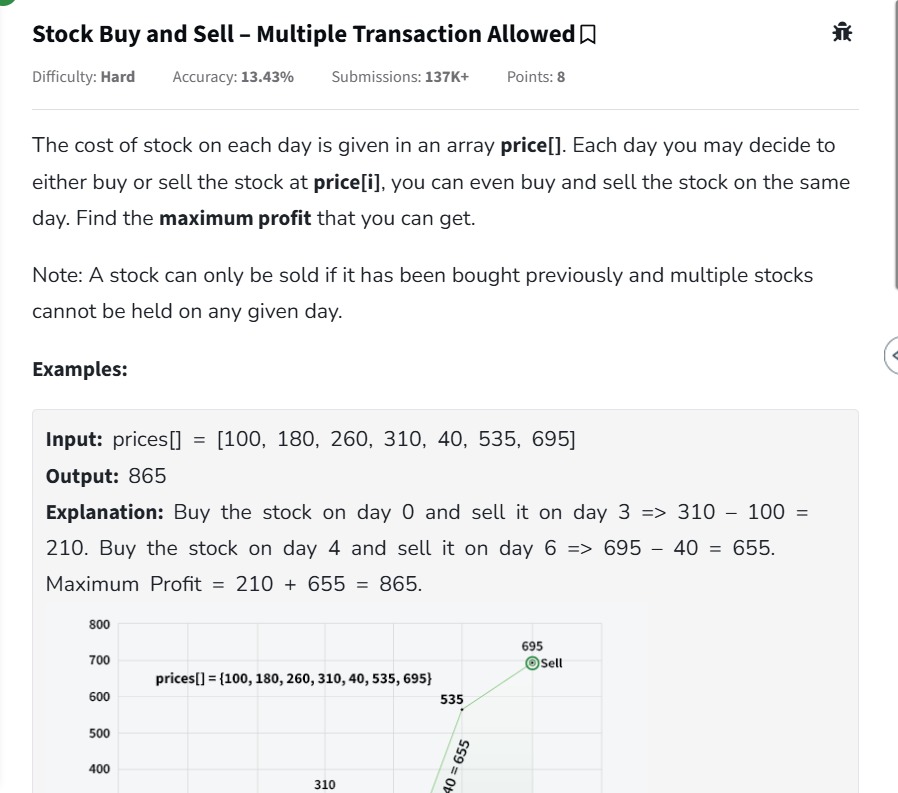 Stock Buy and Sell – Multiple Transaction Allowed
Difficulty: Hard Accuracy: 13.43% Submissions: 137K+ Points: 8
The cost of stock on each day is given in an array price[]. Each day you may decide to
either buy or sell the stock at price[i], you can even buy and sell the stock on the same
day. Find the maximum profit that you can get.
Note: A stock can only be sold if it has been bought previously and multiple stocks
cannot be held on any given day.
Examples:
Input: prices[] = [100, 180, 260, 310, 40, 535, 695]
Output: 865
Explanation: Buy the stock on day 0 and sell it on day 3 => 310 – 100 =
210. Buy the stock on day 4 and sell it on day 6 => 695 – 40 = 655.
Maximum Profit = 210 + 655 = 865.
800
695
700
Sell
prices[] = {100, 180, 260, 310, 40, 535, 695}
600
535
500
40 = 655
400
310